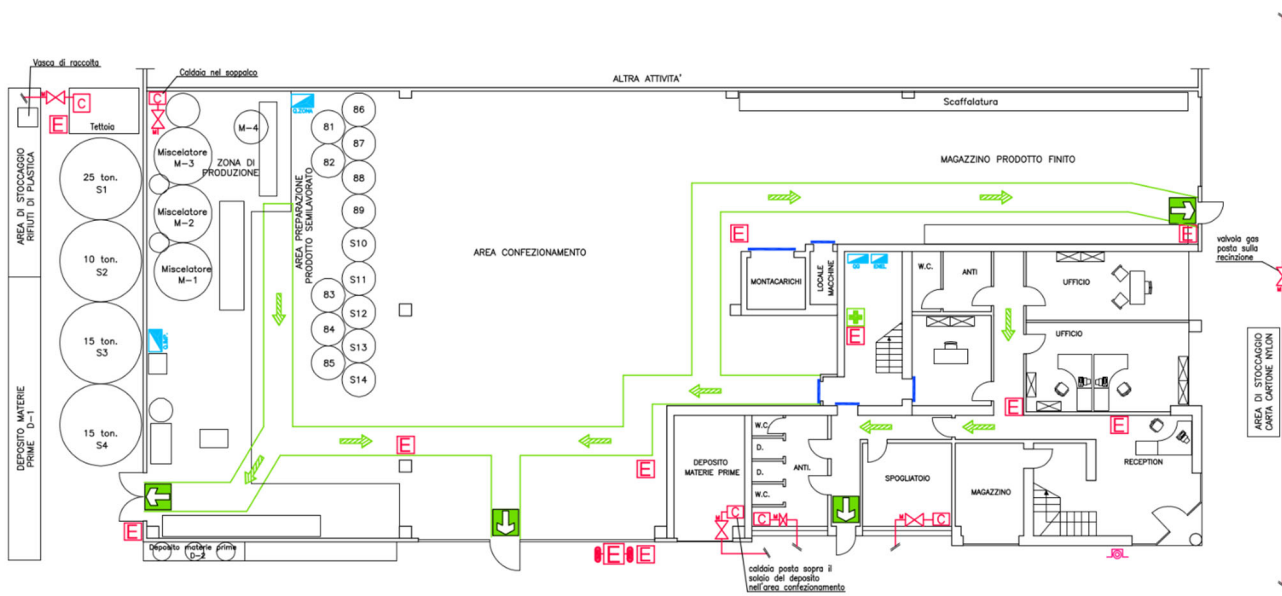 ALTRA ATTIVITA'
Vasca di raccolta
Caldaia nel soppalco
C
E
Tettoia
C
M-4
Miscelatore
M-3
ZONA DI
PRODUZIONE
Miscelatore
M-2
Miscelatore
M-1
AREA DI STOCCAGGIO
RIFIUTI DI PLASTICA
DEPOSITO MATERIE
PRIME D-1
25 ton.
S1
10 ton.
S2
15 ton.
S3
15 ton.
S4
AREA PREPARAZIONE
PRODOTTO SEMILAVORATO
81
82
83
84
85
86
87
88
89
S10
S11
S12
S13
S14
AREA CONFEZIONAMENTO
Scaffalatura
MAGAZZINO PRODOTTO FINITO
E
E
MONTACARICHI
LOCALE
MACCHINE
QG
ENEL
E
W.C.
ANTI
UFFICIO
UFFICIO
valvola gas
posta sulla
recinzione
AREA DI STOCCAGGIO
CARTA CARTONE NYLON
E
E
RECEPTION
E
E
DEPOSITO
MATERIE PRIME
W.C.
D.
D.
W.C.
ANTI.
SPOGLIATOIO
MAGAZZINO
C
C
C
E
Deposito materie prime
D-2
E
E
caldaia posta sopra il
solaio del deposito
nell'area confezionamento